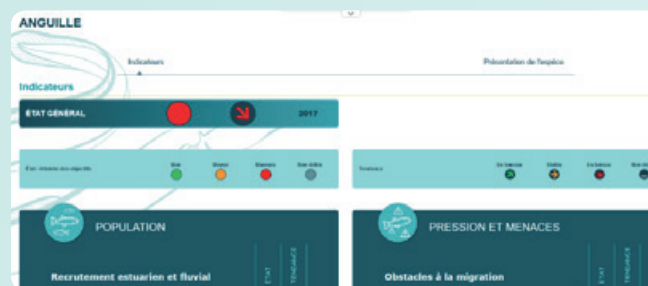 ANGUILLE
Indicateurs
Présentation de l'espèce
Indicateurs
ÉTAT GÉNÉRAL
2017
Bon
Moyen
Mauvais
Non défini
Tendance
En hausse
Stable
En baisse
POPULATION
ÉTAT
TENDANCE
Recrutement estuarien et fluvial
PRESSION ET MENACES
ÉTAT
TENDANCE
Obstacles à la migration